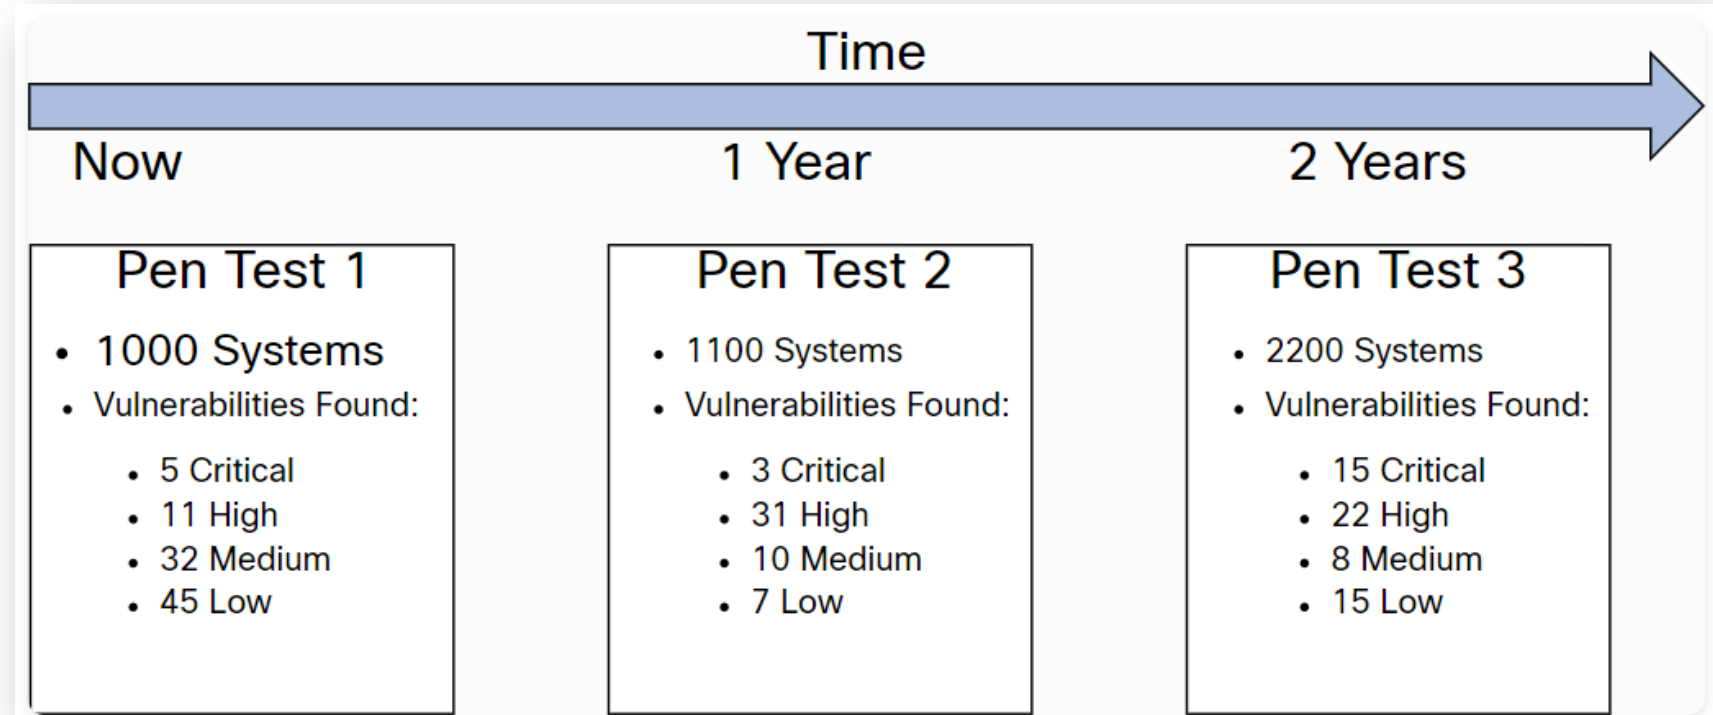 Time
Now
1 Year
2 Years
Pen Test 1
• 1000 Systems
• Vulnerabilities Found:
• 5 Critical
• 11 High
• 32 Medium
• 45 Low
Pen Test 2
• 1100 Systems
• Vulnerabilities Found:
• 3 Critical
• 31 High
• 10 Medium
• 7 Low
Pen Test 3
• 2200 Systems
• Vulnerabilities Found:
• 15 Critical
• 22 High
• 8 Medium
• 15 Low